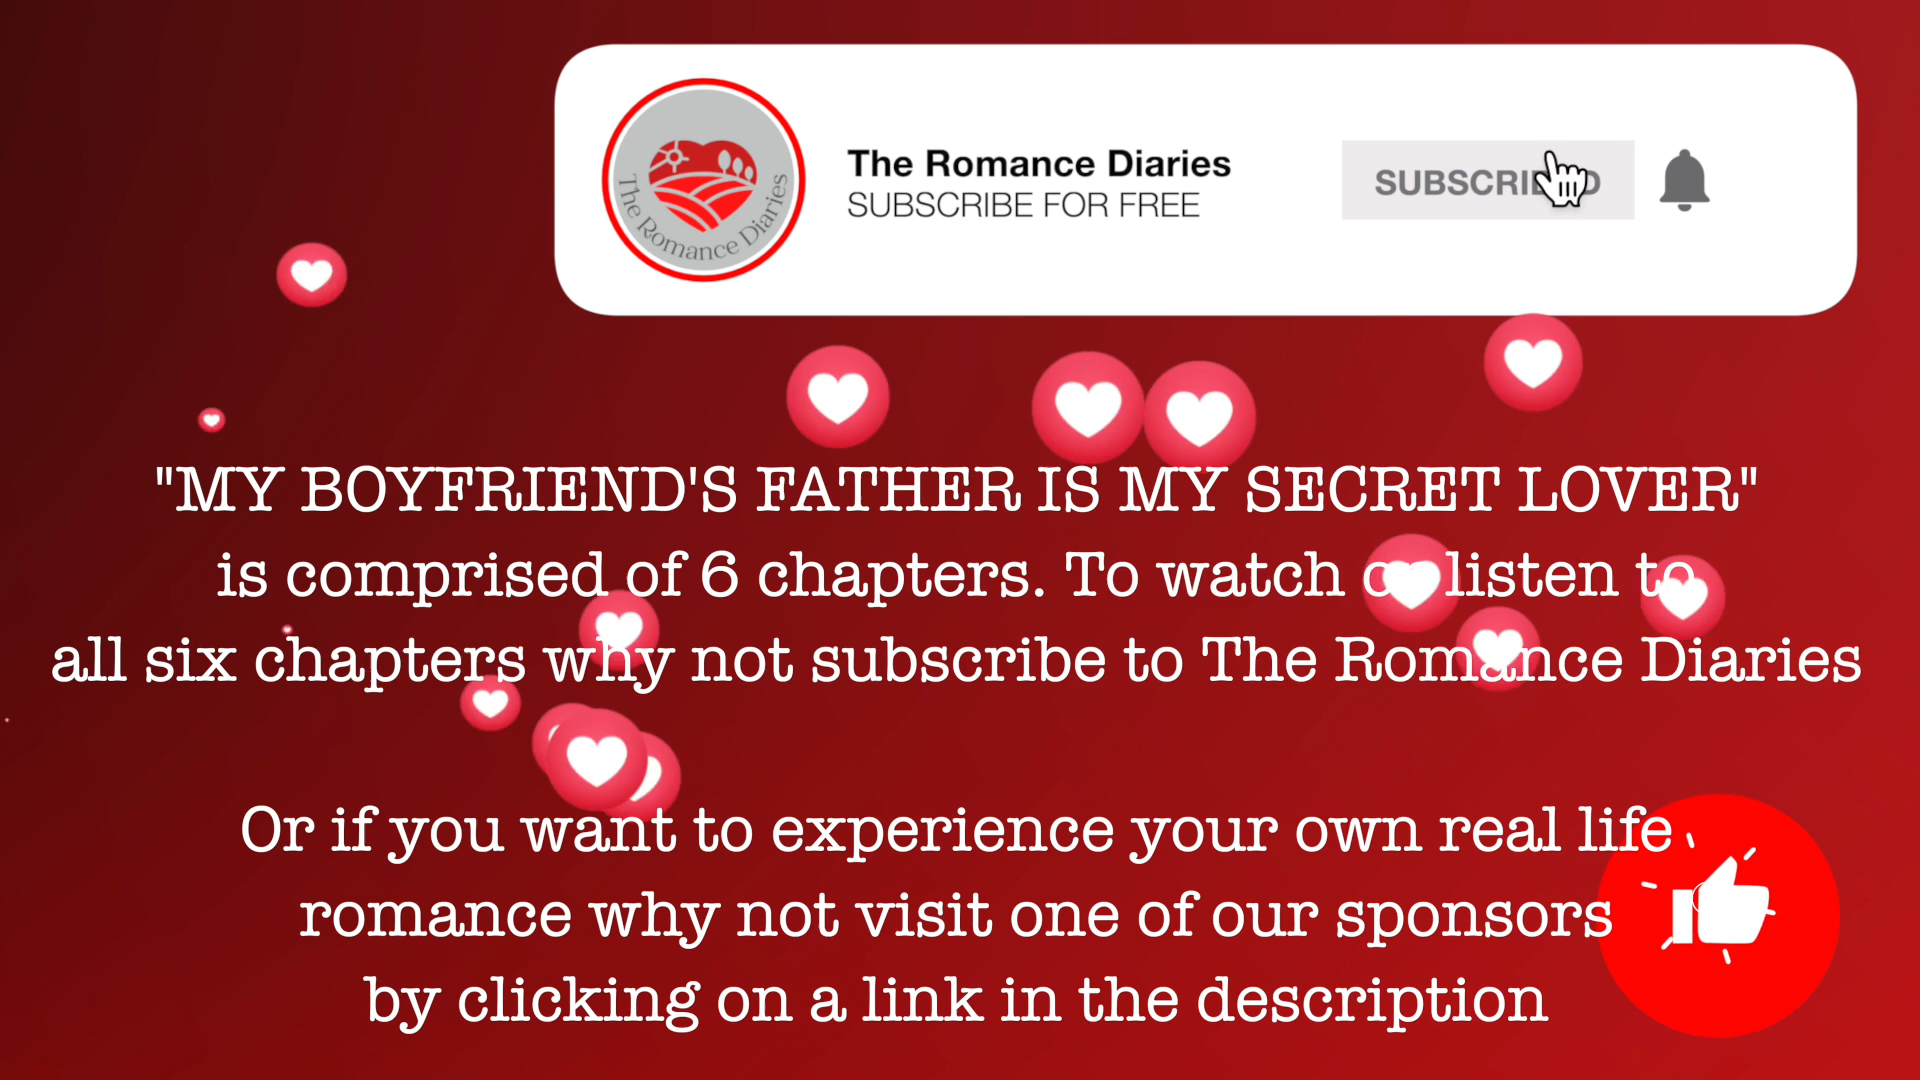 The Romance Diaries
The Romance Diaries
SUBSCRIBE FOR FREE
SUBSCRIBED
"MY BOYFRIEND'S FATHER IS MY SECRET LOVER"
is comprised of 6 chapters. To watch or listen to
all six chapters why not subscribe to The Romance Diaries
Or if you want to experience your own real life
romance why not visit one of our sponsors
by clicking on a link in the description